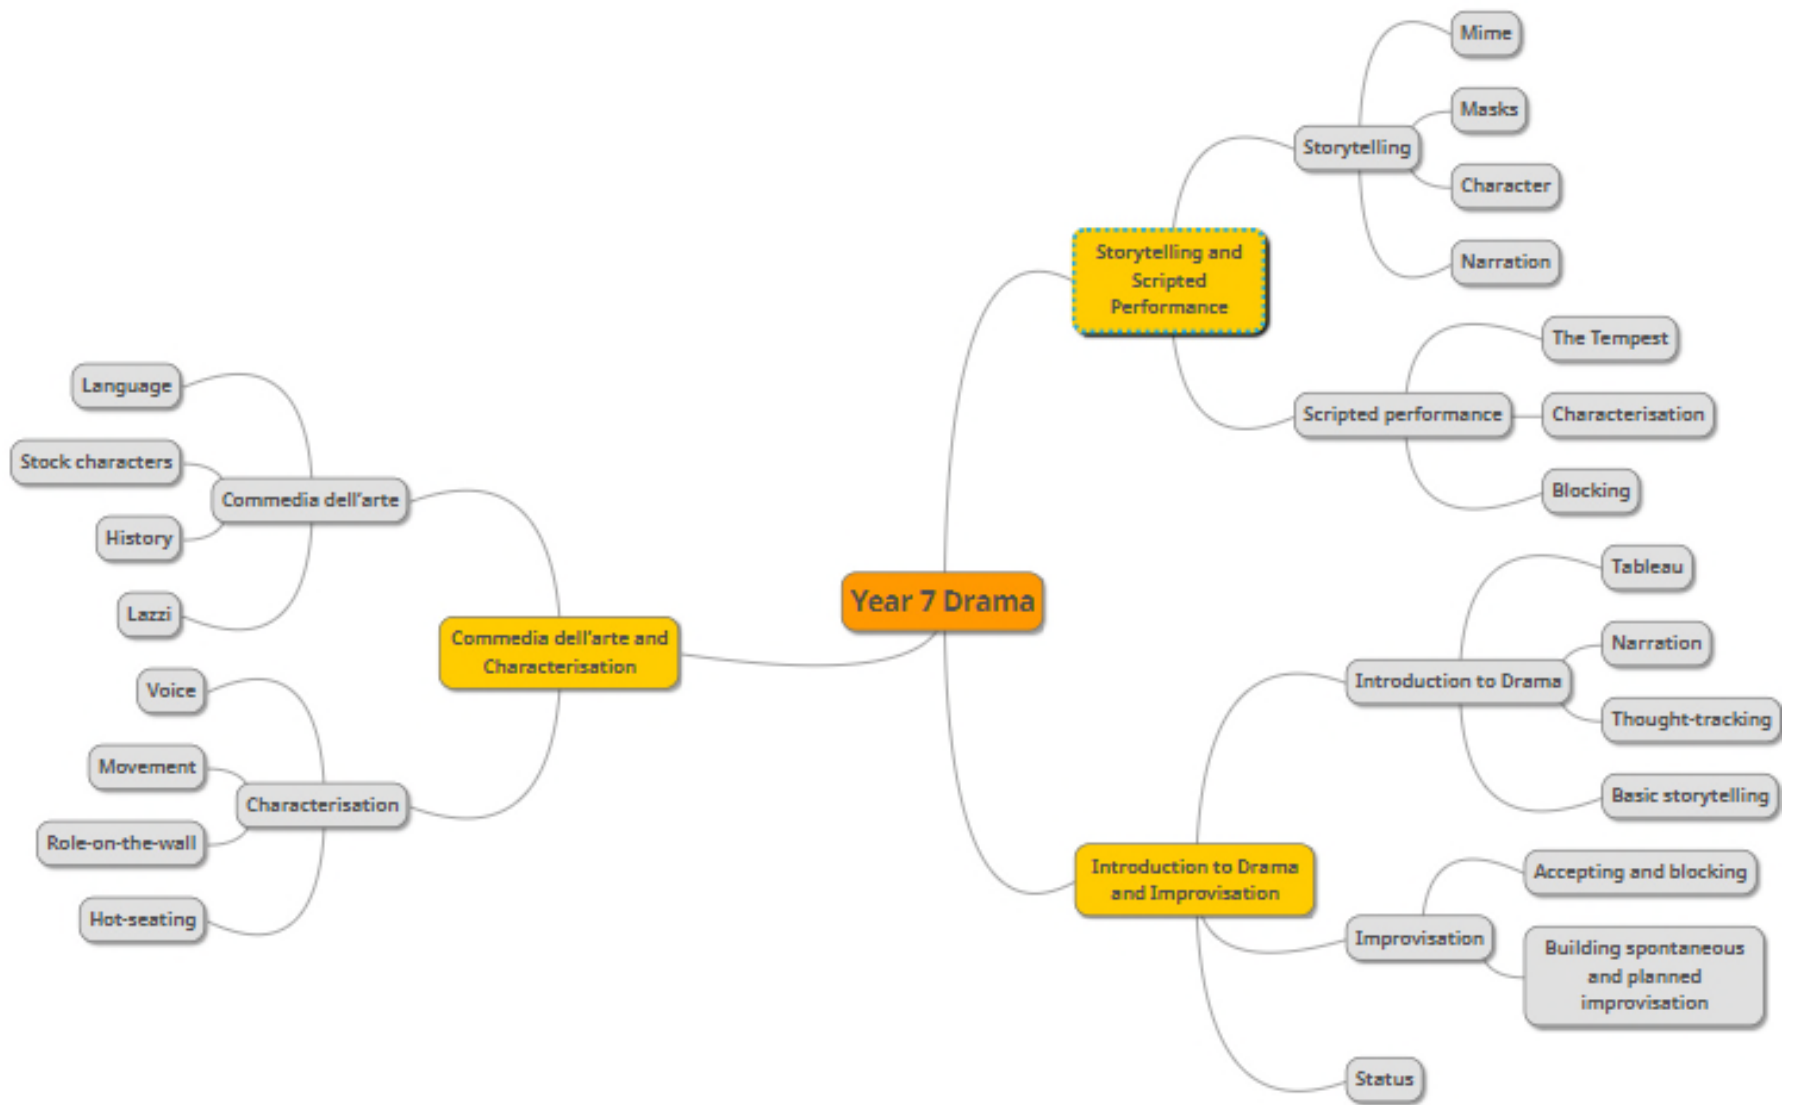 Year 7 Drama
Storytelling and
Scripted
Performance
Storytelling
Mime
Masks
Character
Narration
Scripted performance
The Tempest
Characterisation
Blocking
Introduction to Drama
and Improvisation
Introduction to Drama
Tableau
Narration
Thought-tracking
Basic storytelling
Improvisation
Accepting and blocking
Building spontaneous
and planned
improvisation
Status
Commedia dell'arte and
Characterisation
Commedia dell'arte
Language
Stock characters
History
Lazzi
Characterisation
Voice
Movement
Role-on-the-wall
Hot-seating